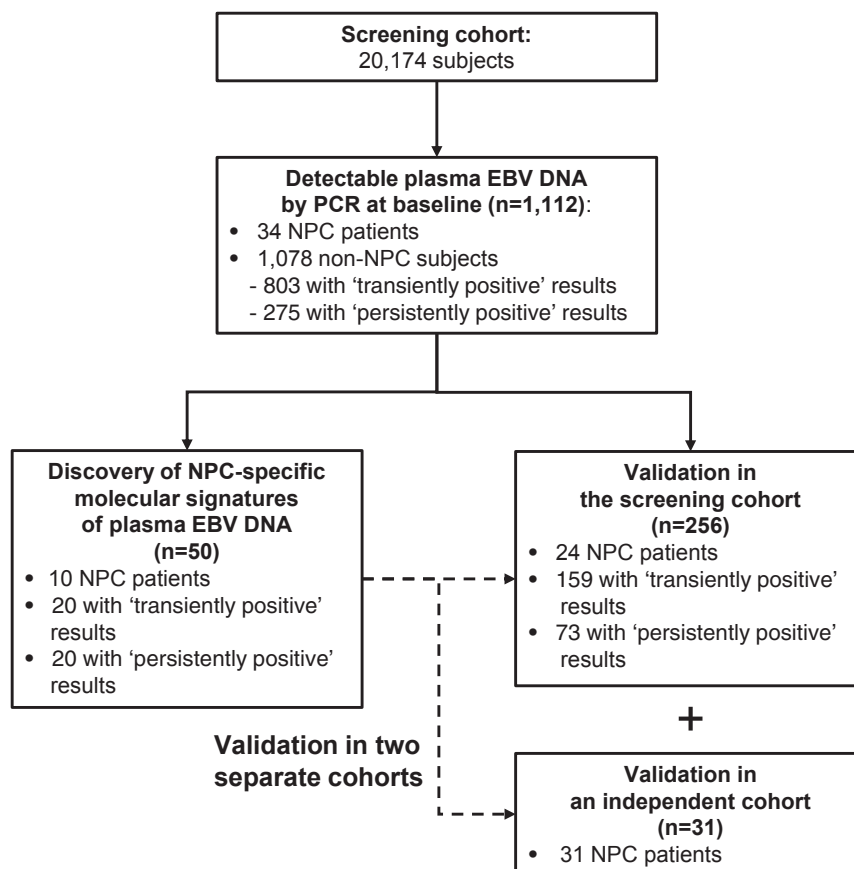 Screening cohort:
20,174 subjects
Detectable plasma EBV DNA
by PCR at baseline (n=1,112):
• 34 NPC patients
• 1,078 non-NPC subjects
- 803 with ‘transiently positive’ results
- 275 with ‘persistently positive’ results
Discovery of NPC-specific
molecular signatures
of plasma EBV DNA
(n=50)
• 10 NPC patients
• 20 with ‘transiently positive’
results
• 20 with ‘persistently positive’
results
Validation in
the screening cohort
(n=256)
• 24 NPC patients
• 159 with ‘transiently positive’
results
• 73 with ‘persistently positive’
results
+
Validation in two
separate cohorts
Validation in
an independent cohort
(n=31)
• 31 NPC patients